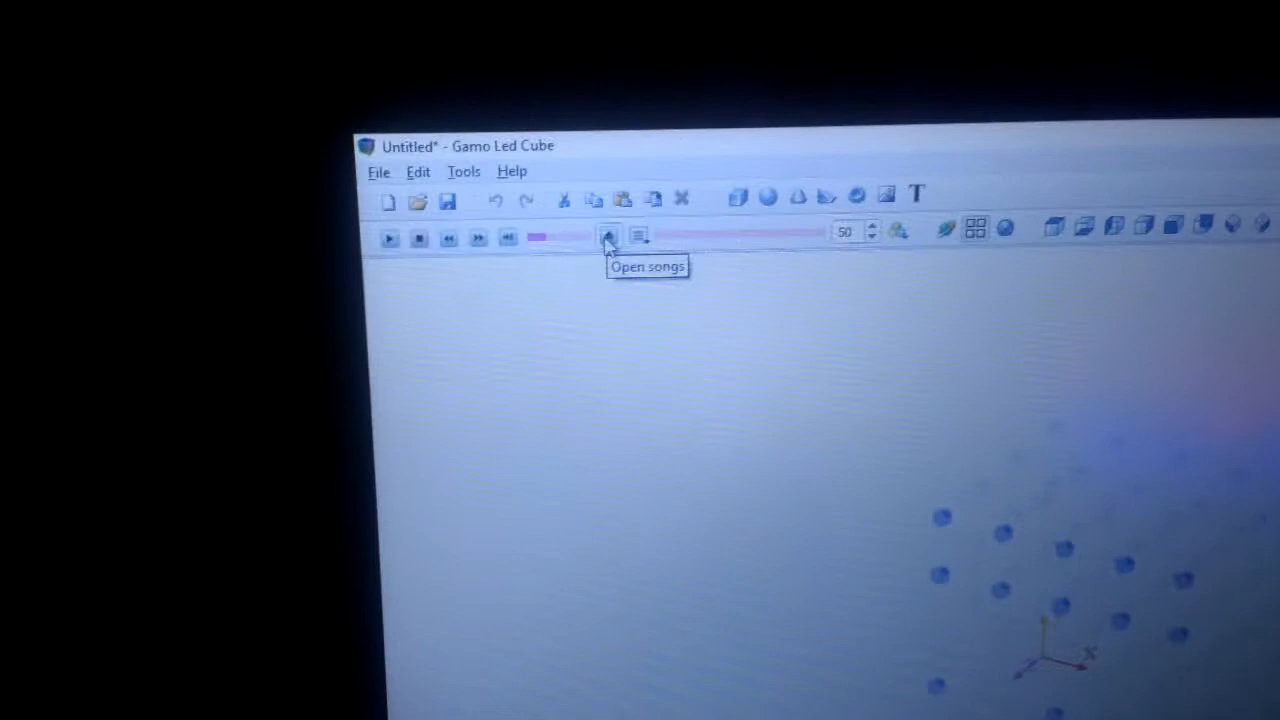 Untitled* - Gamo Led Cube
File Edit Tools Help
T
50
Open songs
X